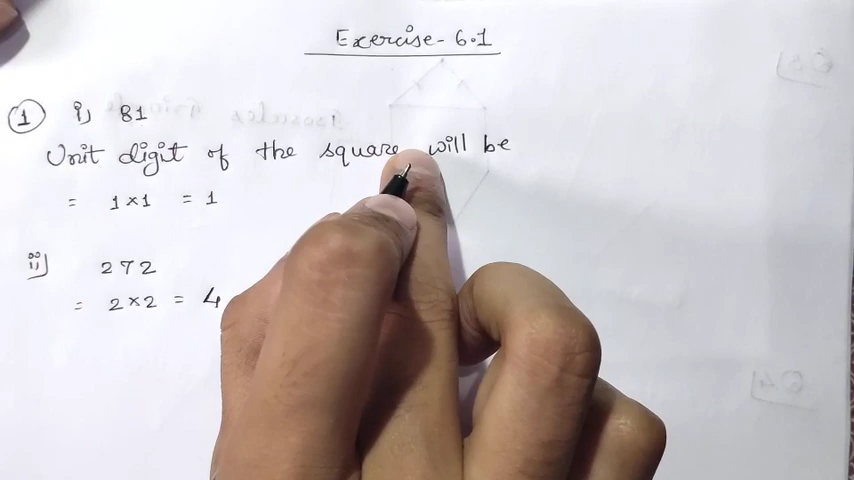 Exercise - 6.1
① i) 81
Unit digit of the square will be
= 1×1 = 1
ii) 272
= 2×2 = 4